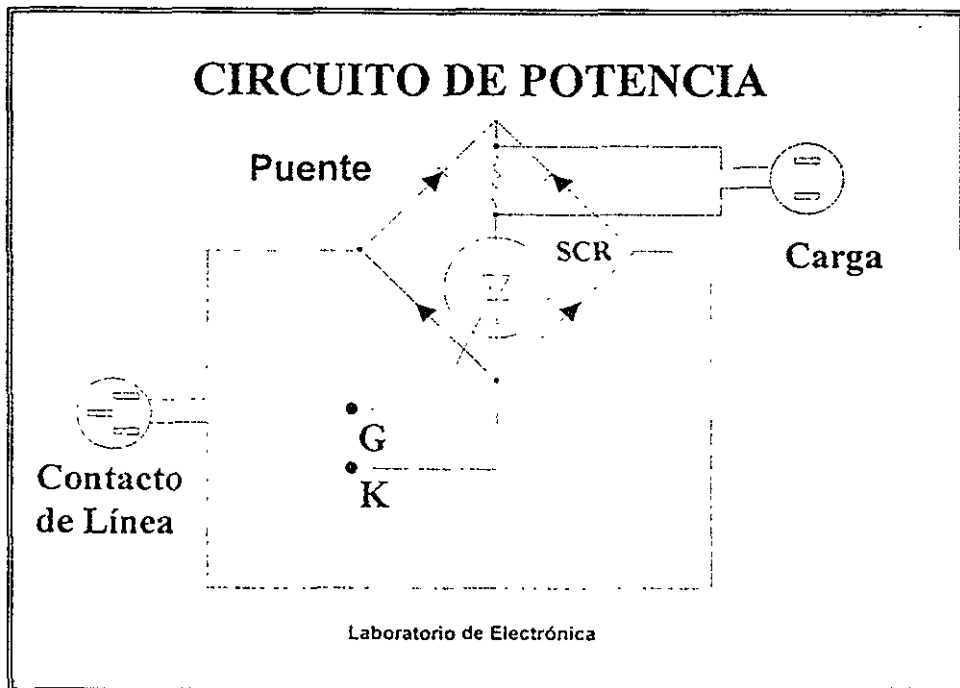 CIRCUITO DE POTENCIA
Puente
SCR
Carga
G
K
Contacto
de Línea
Laboratorio de Electrónica